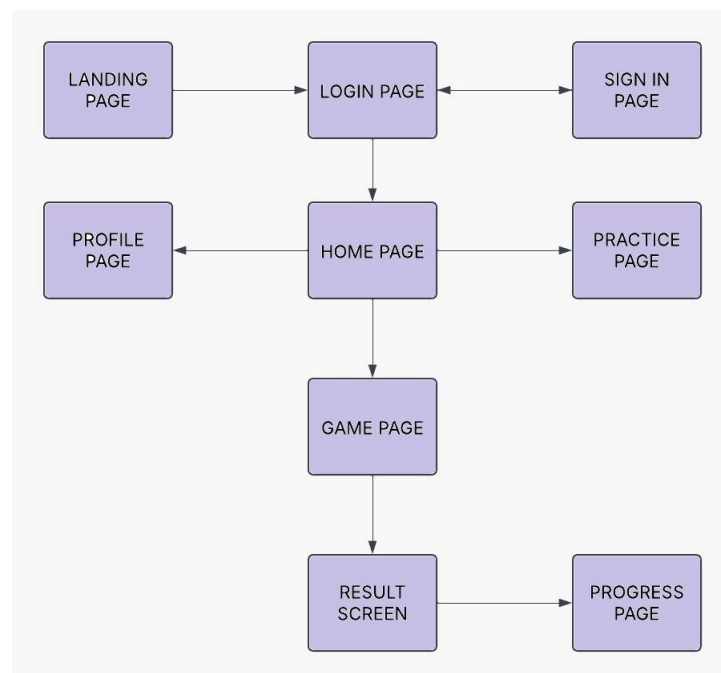 LANDING
PAGE
LOGIN PAGE
SIGN IN
PAGE
PROFILE
PAGE
HOME PAGE
PRACTICE
PAGE
GAME PAGE
RESULT
SCREEN
PROGRESS
PAGE